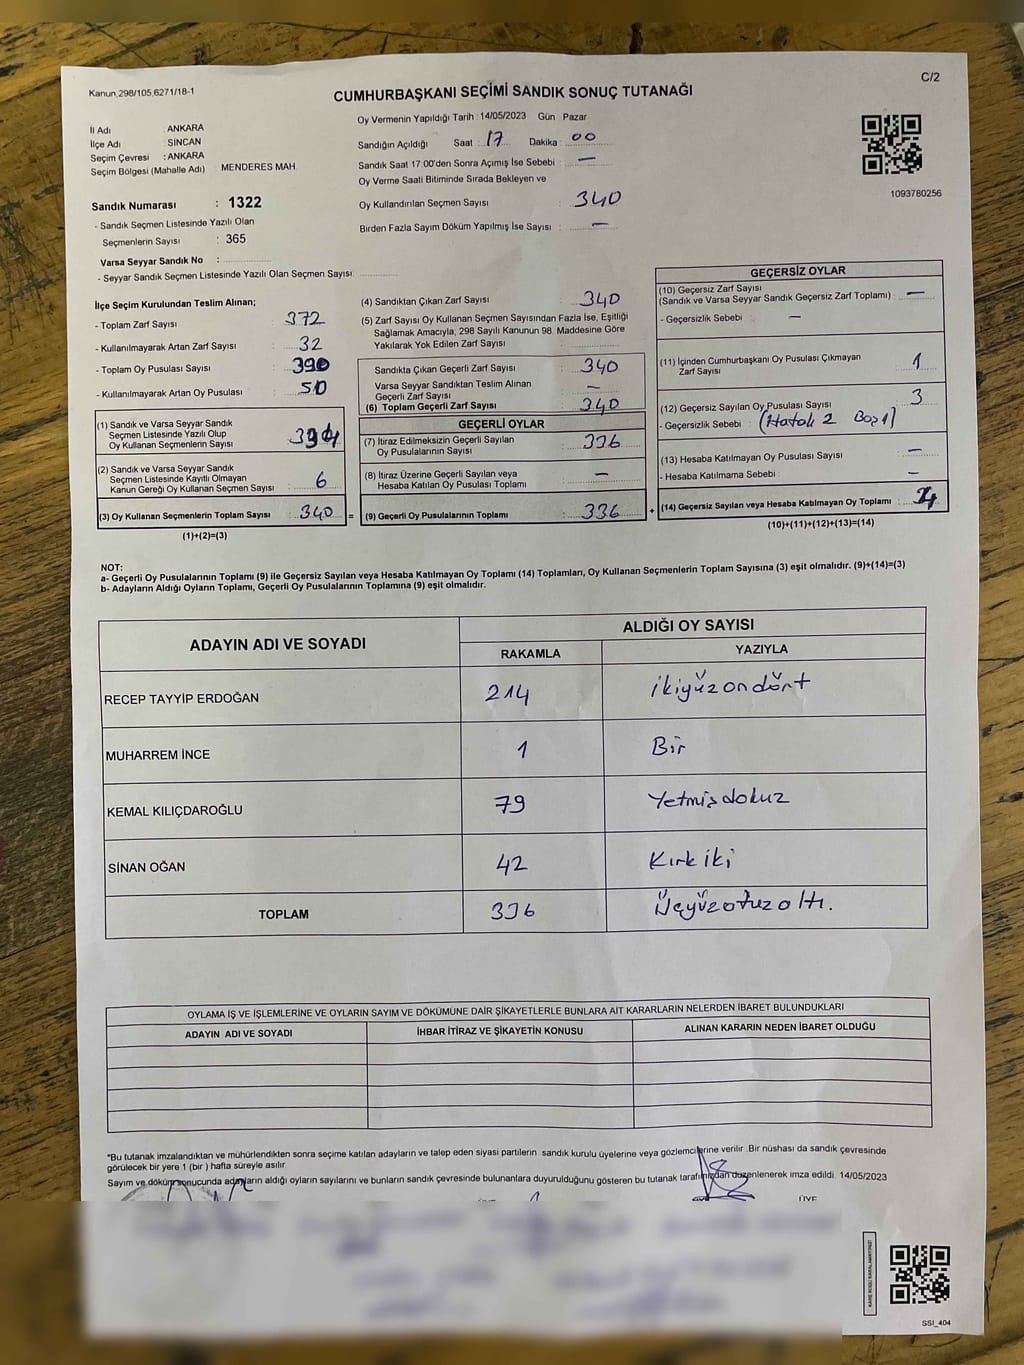 Kanun 298/105,6271/18-1
C/2
CUMHURBAŞKANI SEÇİMİ SANDIK SONUÇ TUTANAĞI
İl Adı : ANKARA
İlçe Adı : SİNCAN
Seçim Çevresi : ANKARA
Seçim Bölgesi (Mahalle Adı) MENDERES MAH.
Sandık Numarası : 1322
- Sandık Seçmen Listesinde Yazılı Olan
Seçmenlerin Sayısı : 365
Varsa Seyyar Sandık No :
- Seyyar Sandık Seçmen Listesinde Yazılı Olan Seçmen Sayısı:
Oy Vermenin Yapıldığı Tarih : 14/05/2023 Gün : Pazar
Sandığın Açıldığı Saat : 17 Dakika : 00
Sandık Saat 17:00'den Sonra Açımış İse Sebebi : —
Oy Verme Saati Bitiminde Sırada Bekleyen ve
Oy Kullandırılan Seçmen Sayısı : 340
Birden Fazla Sayım Döküm Yapılmış İse Sayısı : —
1093780256
İlçe Seçim Kurulundan Teslim Alınan;
- Toplam Zarf Sayısı : 372
- Kullanılmayarak Artan Zarf Sayısı : 32
- Toplam Oy Pusulası Sayısı : 390
- Kullanılmayarak Artan Oy Pusulası : 50
(1) Sandık ve Varsa Seyyar Sandık
Seçmen Listesinde Yazılı Olup
Oy Kullanan Seçmenlerin Sayısı : 334
(2) Sandık ve Varsa Seyyar Sandık
Seçmen Listesinde Kayıtlı Olmayan
Kanun Gereği Oy Kullanan Seçmen Sayısı : 6
(3) Oy Kullanan Seçmenlerin Toplam Sayısı : 340 =
(1)+(2)=(3)
(4) Sandıktan Çıkan Zarf Sayısı : 340
(5) Zarf Sayısı Oy Kullanan Seçmen Sayısından Fazla İse, Eşitliği
Sağlamak Amacıyla, 298 Sayılı Kanunun 98. Maddesine Göre
Yakılarak Yok Edilen Zarf Sayısı :
Sandıkta Çıkan Geçerli Zarf Sayısı : 340
Varsa Seyyar Sandıktan Teslim Alınan
Geçerli Zarf Sayısı : —
(6) Toplam Geçerli Zarf Sayısı : 340
GEÇERLİ OYLAR
(7) İtiraz Edilmeksizin Geçerli Sayılan
Oy Pusulalarının Sayısı : 336
(8) İtiraz Üzerine Geçerli Sayılan veya
Hesaba Katılan Oy Pusulası Toplamı : —
(9) Geçerli Oy Pusulalarının Toplamı : 336 +
GEÇERSİZ OYLAR
(10) Geçersiz Zarf Sayısı
(Sandık ve Varsa Seyyar Sandık Geçersiz Zarf Toplamı) : —
- Geçersizlik Sebebi : —
(11) İçinden Cumhurbaşkanı Oy Pusulası Çıkmayan
Zarf Sayısı : 1
(12) Geçersiz Sayılan Oy Pusulası Sayısı : 3
- Geçersizlik Sebebi : (Hatalı 2 Boş 1)
(13) Hesaba Katılmayan Oy Pusulası Sayısı : —
- Hesaba Katılmama Sebebi : —
(14) Geçersiz Sayılan veya Hesaba Katılmayan Oy Toplamı : 4
(10)+(11)+(12)+(13)=(14)
NOT:
a- Geçerli Oy Pusulalarının Toplamı (9) ile Geçersiz Sayılan veya Hesaba Katılmayan Oy Toplamı (14) Toplamları, Oy Kullanan Seçmenlerin Toplam Sayısına (3) eşit olmalıdır. (9)+(14)=(3)
b- Adayların Aldığı Oyların Toplamı, Geçerli Oy Pusulalarının Toplamına (9) eşit olmalıdır.
ADAYIN ADI VE SOYADI
ALDIĞI OY SAYISI
RAKAMLA YAZIYLA
RECEP TAYYİP ERDOĞAN 214 ikiyüzondört
MUHARREM İNCE 1 Bir
KEMAL KILIÇDAROĞLU 79 Yetmişdokuz
SİNAN OĞAN 42 Kırkiki
TOPLAM 336 Üçyüzotuzaltı.
OYLAMA İŞ VE İŞLEMLERİNE VE OYLARIN SAYIM VE DÖKÜMÜNE DAİR ŞİKAYETLERLE BUNLARA AİT KARARLARIN NELERDEN İBARET BULUNDUKLARI
ADAYIN ADI VE SOYADI İHBAR İTİRAZ VE ŞİKAYETİN KONUSU ALINAN KARARIN NEDEN İBARET OLDUĞU
*Bu tutanak imzalandıktan ve mühürlendikten sonra seçime katılan adayların ve talep eden siyasi partilerin sandık kurulu üyelerine veya gözlemcilerine verilir. Bir nüshası da sandık çevresinde
görülecek bir yere 1 (bir) hafta süreyle asılır.
Sayım ve döküm sonucunda adayların aldığı oyların sayılarını ve bunların sandık çevresinde bulunanlara duyurulduğunu gösteren bu tutanak tarafımızdan düzenlenerek imza edildi. 14/05/2023
ÜYE
SSI_404